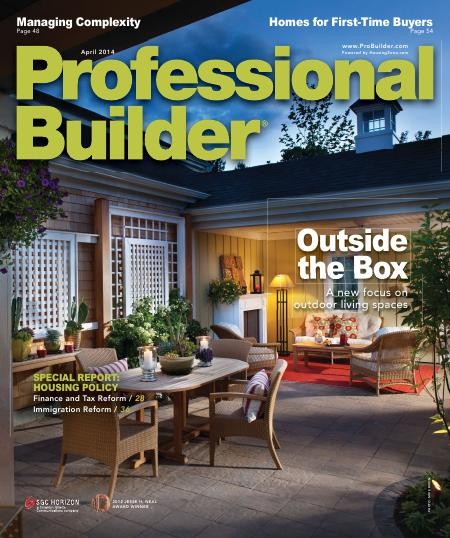 Managing Complexity
Page 48
Homes for First-Time Buyers
Page 54
April 2014
www.ProBuilder.com
Powered by HousingZone.com
Professional
Builder®
Outside
the Box
A new focus on
outdoor living spaces
SPECIAL REPORT:
HOUSING POLICY
Finance and Tax Reform / 28
Immigration Reform / 36
SGC HORIZON
2012 JESSE H. NEAL
AWARD WINNER